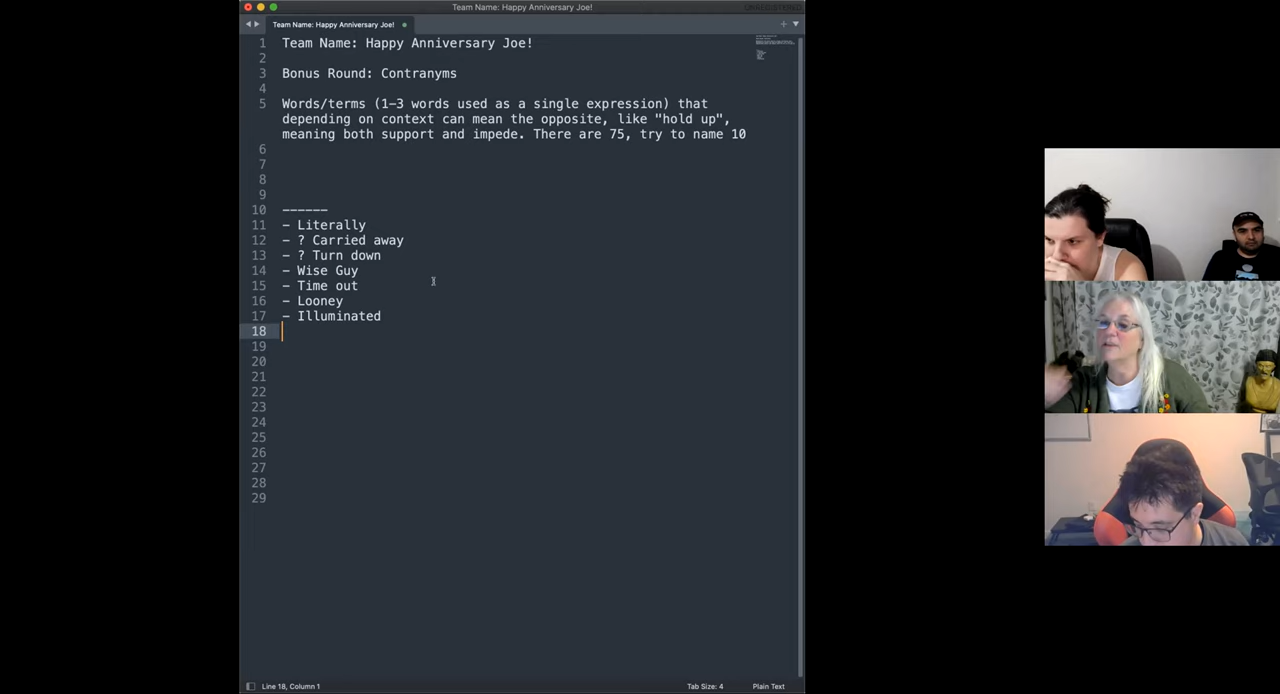 Team Name: Happy Anniversary Joe!
Team Name: Happy Anniversary Joe!
1 Team Name: Happy Anniversary Joe!
2
3 Bonus Round: Contranyms
4
5 Words/terms (1-3 words used as a single expression) that
depending on context can mean the opposite, like "hold up",
meaning both support and impede. There are 75, try to name 10
6
7
8
9
10 ------
11 - Literally
12 - ? Carried away
13 - ? Turn down
14 - Wise Guy
15 - Time out
16 - Looney
17 - Illuminated
18
19
20
21
22
23
24
25
26
27
28
29
Line 18, Column 1 Tab Size: 4 Plain Text